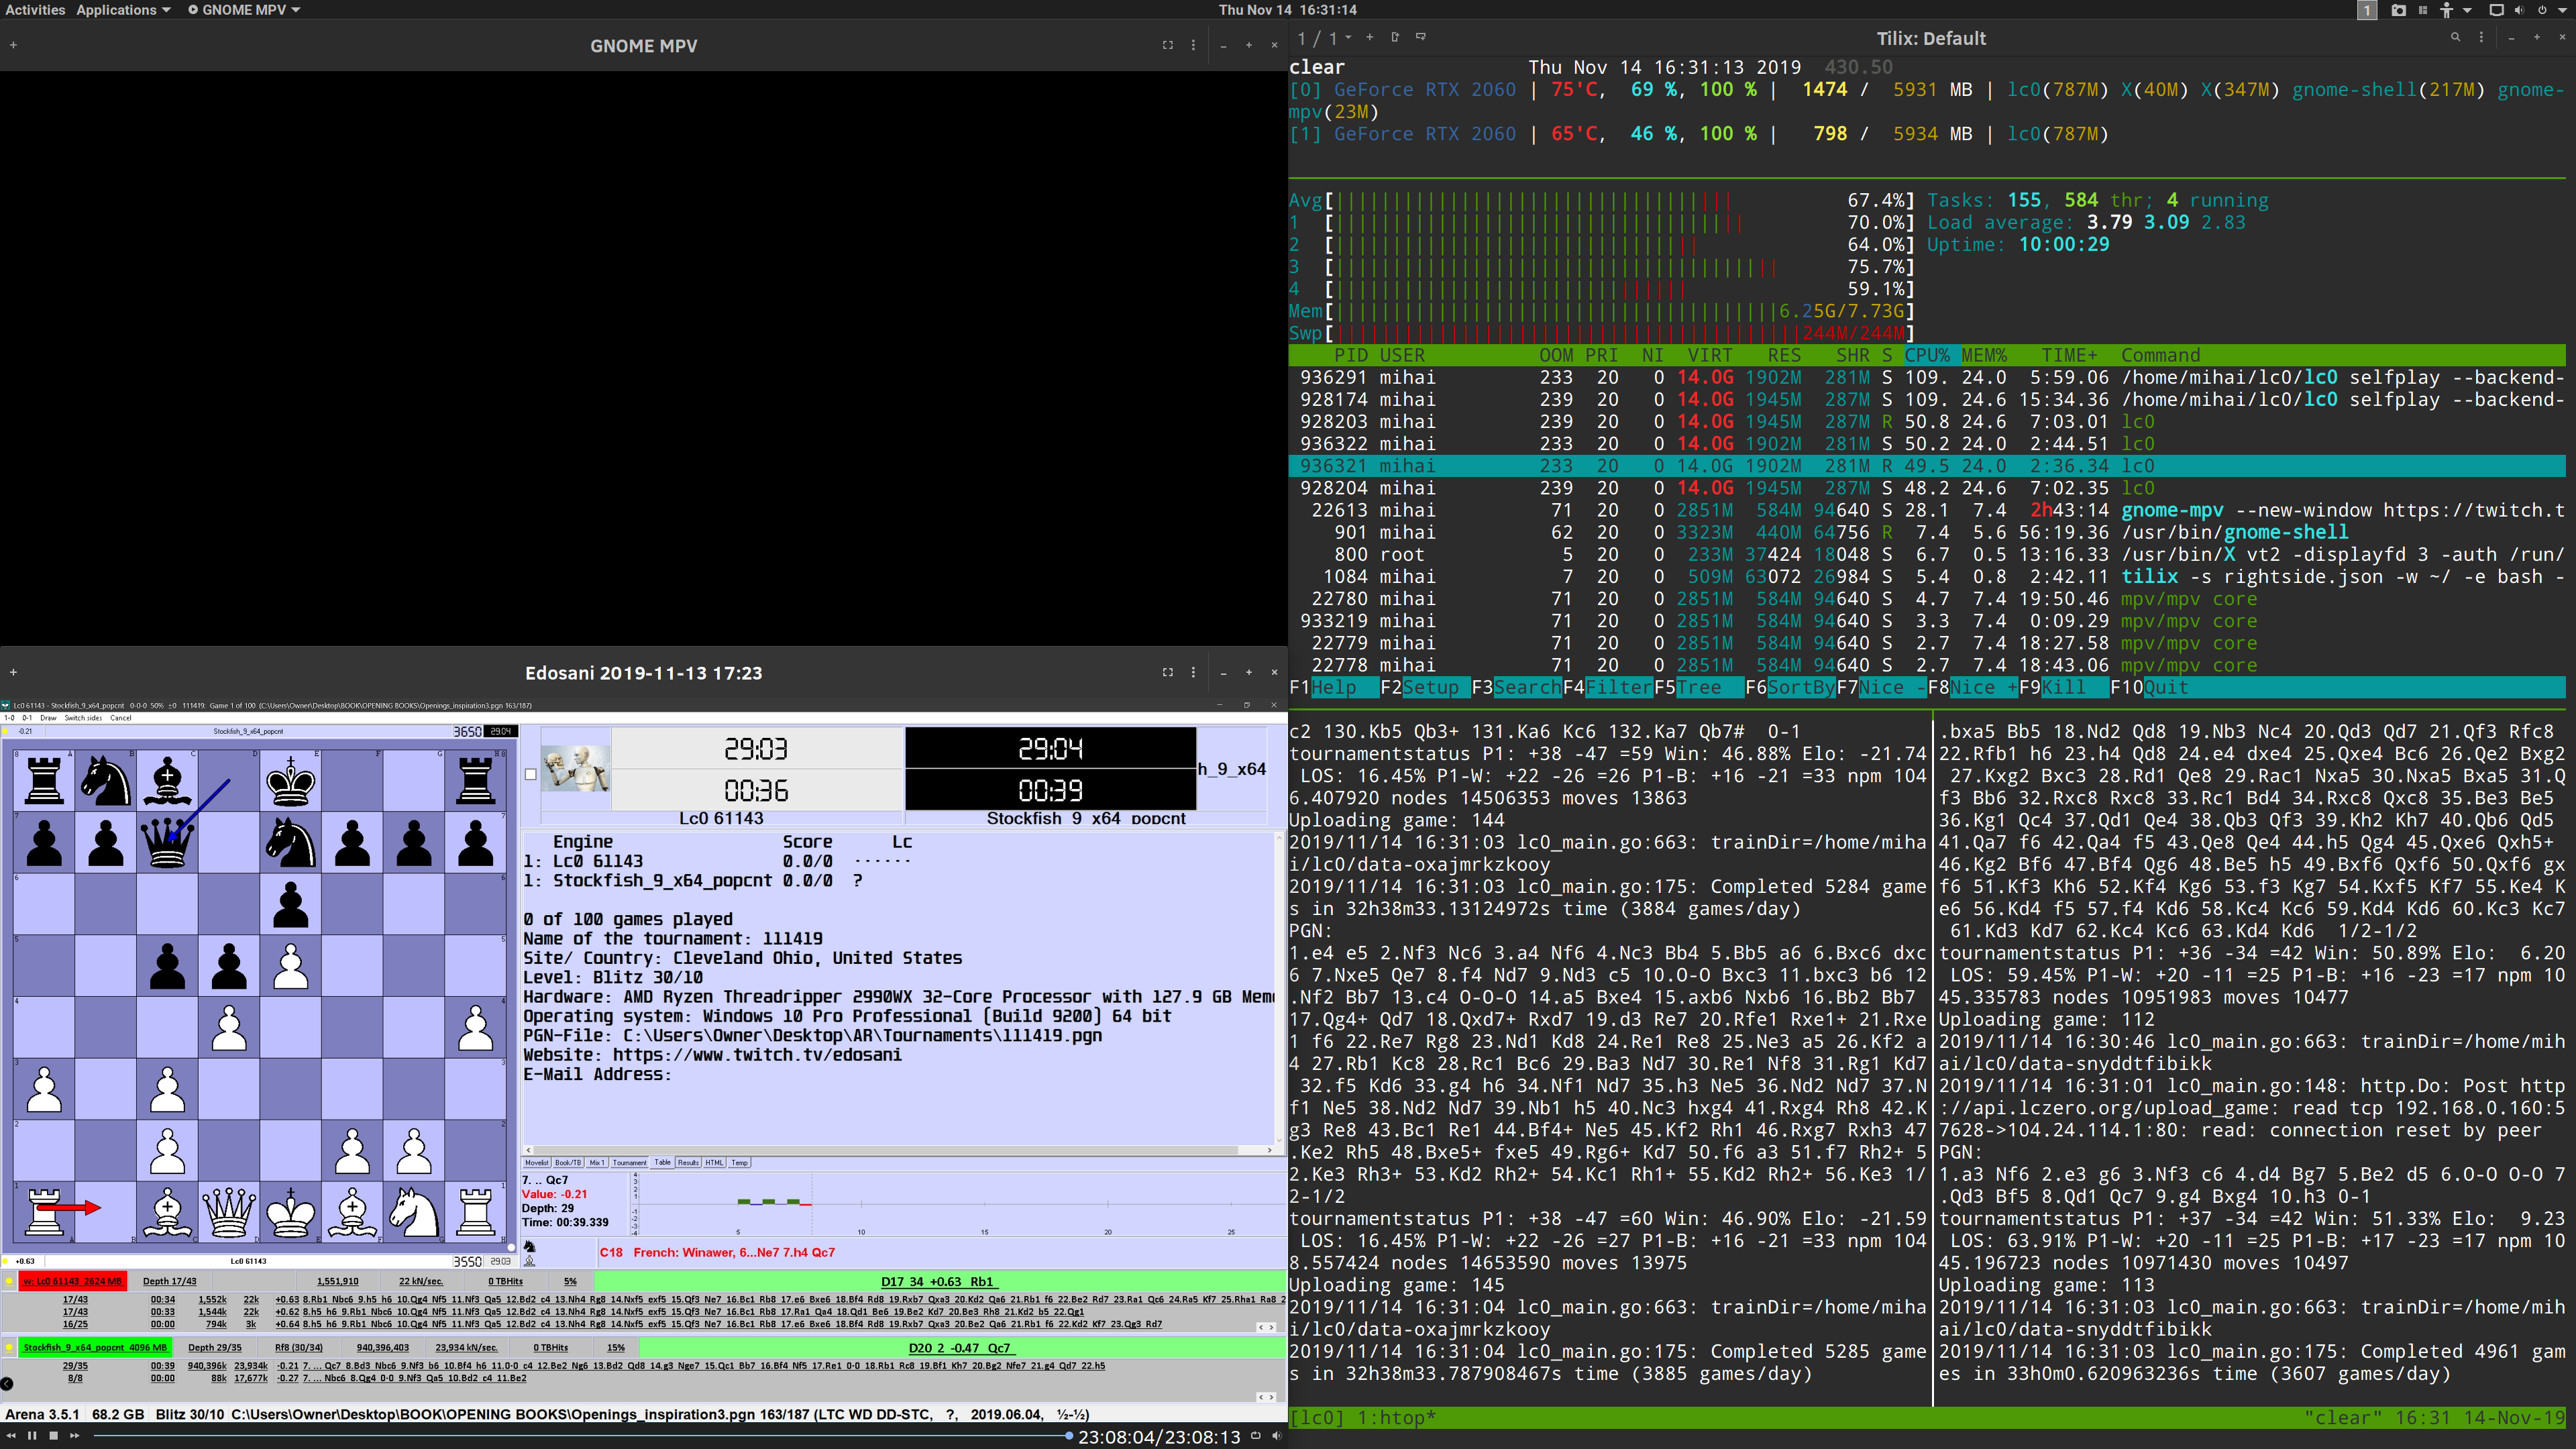 Activities Applications GNOME MPV Thu Nov 14 16:31:14 1
GNOME MPV
1 / 1 Tilix: Default
clear Thu Nov 14 16:31:13 2019 430.50
[0] GeForce RTX 2060 | 75'C, 69 %, 100 % | 1474 / 5931 MB | lc0(787M) X(40M) X(347M) gnome-shell(217M) gnome-
mpv(23M)
[1] GeForce RTX 2060 | 65'C, 46 %, 100 % | 798 / 5934 MB | lc0(787M)
Avg[ 67.4%] Tasks: 155, 584 thr; 4 running
1 [ 70.0%] Load average: 3.79 3.09 2.83
2 [ 64.0%] Uptime: 10:00:29
3 [ 75.7%]
4 [ 59.1%]
Mem[ 6.25G/7.73G]
Swp[ 244M/244M]
PID USER OOM PRI NI VIRT RES SHR S CPU% MEM% TIME+ Command
936291 mihai 233 20 0 14.0G 1902M 281M S 109. 24.0 5:59.06 /home/mihai/lc0/lc0 selfplay --backend-
928174 mihai 239 20 0 14.0G 1945M 287M S 109. 24.6 15:34.36 /home/mihai/lc0/lc0 selfplay --backend-
928203 mihai 239 20 0 14.0G 1945M 287M R 50.8 24.6 7:03.01 lc0
936322 mihai 233 20 0 14.0G 1902M 281M S 50.2 24.0 2:44.51 lc0
936321 mihai 233 20 0 14.0G 1902M 281M R 49.5 24.0 2:36.34 lc0
928204 mihai 239 20 0 14.0G 1945M 287M S 48.2 24.6 7:02.35 lc0
22613 mihai 71 20 0 2851M 584M 94640 S 28.1 7.4 2h43:14 gnome-mpv --new-window https://twitch.t
901 mihai 62 20 0 3323M 440M 64756 R 7.4 5.6 56:19.36 /usr/bin/gnome-shell
800 root 5 20 0 233M 37424 18048 S 6.7 0.5 13:16.33 /usr/bin/X vt2 -displayfd 3 -auth /run/
1084 mihai 7 20 0 509M 63072 26984 S 5.4 0.8 2:42.11 tilix -s rightside.json -w ~/ -e bash -
22780 mihai 71 20 0 2851M 584M 94640 S 4.7 7.4 19:50.46 mpv/mpv core
933219 mihai 71 20 0 2851M 584M 94640 S 3.3 7.4 0:09.29 mpv/mpv core
22779 mihai 71 20 0 2851M 584M 94640 S 2.7 7.4 18:27.58 mpv/mpv core
22778 mihai 71 20 0 2851M 584M 94640 S 2.7 7.4 18:43.06 mpv/mpv core
F1Help F2Setup F3SearchF4FilterF5Tree F6SortByF7Nice -F8Nice +F9Kill F10Quit
Edosani 2019-11-13 17:23
Lc0 61143 - Stockfish_9_x64_popcnt 0-0-0 50% ±0 111419: Game 1 of 100 (C:\Users\Owner\Desktop\BOOK\OPENING BOOKS\Openings_inspiration3.pgn 163/187)
1-0 0-1 Draw Switch sides Cancel
-0.21 Stockfish_9_x64_popcnt 3650 29:04
29:03 29:04
h_9_x64
00:36 00:39
Lc0 61143 Stockfish_9_x64_popcnt
Engine Score Lc
1: Lc0 61143 0.0/0 ······
1: Stockfish_9_x64_popcnt 0.0/0 ?
0 of 100 games played
Name of the tournament: 111419
Site/ Country: Cleveland Ohio, United States
Level: Blitz 30/10
Hardware: AMD Ryzen Threadripper 2990WX 32-Core Processor with 127.9 GB Mem
Operating system: Windows 10 Pro Professional (Build 9200) 64 bit
PGN-File: C:\Users\Owner\Desktop\AR\Tournaments\111419.pgn
Website: https://www.twitch.tv/edosani
E-Mail Address:
Movelist Book/TB Mix 1 Tournament Table Results HTML Temp
7. .. Qc7
Value: -0.21
Depth: 29
Time: 00:39.339
5 10 15 20 25
C18 French: Winawer, 6...Ne7 7.h4 Qc7
+0.63 Lc0 61143 3550 29:03
w: Lc0 61143 2624 MB Depth 17/43 1,551,910 22 kN/sec. 0 TBHits 5% D17 34 +0.63 Rb1
17/43 00:34 1,552k 22k +0.63 8.Rb1 Nbc6 9.h5 h6 10.Qg4 Nf5 11.Nf3 Qa5 12.Bd2 c4 13.Nh4 Rg8 14.Nxf5 exf5 15.Qf3 Ne7 16.Bc1 Rb8 17.e6 Bxe6 18.Bf4 Rd8 19.Rxb7 Qxa3 20.Kd2 Qa6 21.Rb1 f6 22.Be2 Rd7 23.Ra1 Qc6 24.Ra5 Kf7 25.Rha1 Ra8 2
17/43 00:33 1,544k 22k +0.62 8.h5 h6 9.Rb1 Nbc6 10.Qg4 Nf5 11.Nf3 Qa5 12.Bd2 c4 13.Nh4 Rg8 14.Nxf5 exf5 15.Qf3 Ne7 16.Bc1 Rb8 17.Ra1 Qa4 18.Qd1 Be6 19.Be2 Kd7 20.Be3 Rh8 21.Kd2 b5 22.Qg1
16/25 00:00 794k 3k +0.64 8.h5 h6 9.Rb1 Nbc6 10.Qg4 Nf5 11.Nf3 Qa5 12.Bd2 c4 13.Nh4 Rg8 14.Nxf5 exf5 15.Qf3 Ne7 16.Bc1 Rb8 17.e6 Bxe6 18.Bf4 Rc8 19.Rxb7 Qxa3 20.Be2 Qa6 21.Rb1 f6 22.Kd2 Kf7 23.Qg3 Rd7
Stockfish_9_x64_popcnt 4096 MB Depth 29/35 Rf8 (30/34) 940,396,403 23,934 kN/sec. 0 TBHits 15% D20 2 -0.47 Qc7
29/35 00:39 940,396k 23,934k -0.21 7. ... Qc7 8.Bd3 Nbc6 9.Nf3 b6 10.Bf4 h6 11.0-0 c4 12.Be2 Ng6 13.Bd2 Qd8 14.g3 Nge7 15.Qc1 Bb7 16.Bf4 Nf5 17.Re1 0-0 18.Rb1 Rc8 19.Bf1 Kh7 20.Bg2 Nfe7 21.g4 Qd7 22.h5
8/8 00:00 88k 17,677k -0.27 7. ... Nbc6 8.Qg4 0-0 9.Nf3 Qa5 10.Bd2 c4 11.Be2
Arena 3.5.1 68.2 GB Blitz 30/10 C:\Users\Owner\Desktop\BOOK\OPENING BOOKS\Openings_inspiration3.pgn 163/187 (LTC WD DD-STC, ?, 2019.06.04, ½-½)
23:08:04/23:08:13
c2 130.Kb5 Qb3+ 131.Ka6 Kc6 132.Ka7 Qb7# 0-1
tournamentstatus P1: +38 -47 =59 Win: 46.88% Elo: -21.74
LOS: 16.45% P1-W: +22 -26 =26 P1-B: +16 -21 =33 npm 104
6.407920 nodes 14506353 moves 13863
Uploading game: 144
2019/11/14 16:31:03 lc0_main.go:663: trainDir=/home/miha
i/lc0/data-oxajmrkzkooy
2019/11/14 16:31:03 lc0_main.go:175: Completed 5284 game
s in 32h38m33.13124972s time (3884 games/day)
PGN:
1.e4 e5 2.Nf3 Nc6 3.a4 Nf6 4.Nc3 Bb4 5.Bb5 a6 6.Bxc6 dxc
6 7.Nxe5 Qe7 8.f4 Nd7 9.Nd3 c5 10.O-O Bxc3 11.bxc3 b6 12
.Nf2 Bb7 13.c4 O-O-O 14.a5 Bxe4 15.axb6 Nxb6 16.Bb2 Bb7
17.Qg4+ Qd7 18.Qxd7+ Rxd7 19.d3 Re7 20.Rfe1 Rxe1+ 21.Rxe
1 f6 22.Re7 Rg8 23.Nd1 Kd8 24.Re1 Re8 25.Ne3 a5 26.Kf2 a
4 27.Rb1 Kc8 28.Rc1 Bc6 29.Ba3 Nd7 30.Re1 Nf8 31.Rg1 Kd7
32.f5 Kd6 33.g4 h6 34.Nf1 Nd7 35.h3 Ne5 36.Nd2 Nd7 37.N
f1 Ne5 38.Nd2 Nd7 39.Nb1 h5 40.Nc3 hxg4 41.Rxg4 Rh8 42.K
g3 Re8 43.Bc1 Re1 44.Bf4+ Ne5 45.Kf2 Rh1 46.Rxg7 Rxh3 47
.Ke2 Rh5 48.Bxe5+ fxe5 49.Rg6+ Kd7 50.f6 a3 51.f7 Rh2+ 5
2.Ke3 Rh3+ 53.Kd2 Rh2+ 54.Kc1 Rh1+ 55.Kd2 Rh2+ 56.Ke3 1/
2-1/2
tournamentstatus P1: +38 -47 =60 Win: 46.90% Elo: -21.59
LOS: 16.45% P1-W: +22 -26 =27 P1-B: +16 -21 =33 npm 104
8.557424 nodes 14653590 moves 13975
Uploading game: 145
2019/11/14 16:31:04 lc0_main.go:663: trainDir=/home/miha
i/lc0/data-oxajmrkzkooy
2019/11/14 16:31:04 lc0_main.go:175: Completed 5285 game
s in 32h38m33.787908467s time (3885 games/day)
.bxa5 Bb5 18.Nd2 Qd8 19.Nb3 Nc4 20.Qd3 Qd7 21.Qf3 Rfc8
22.Rfb1 h6 23.h4 Qd8 24.e4 dxe4 25.Qxe4 Bc6 26.Qe2 Bxg2
27.Kxg2 Bxc3 28.Rd1 Qe8 29.Rac1 Nxa5 30.Nxa5 Bxa5 31.Q
f3 Bb6 32.Rxc8 Rxc8 33.Rc1 Bd4 34.Rxc8 Qxc8 35.Be3 Be5
36.Kg1 Qc4 37.Qd1 Qe4 38.Qb3 Qf3 39.Kh2 Kh7 40.Qb6 Qd5
41.Qa7 f6 42.Qa4 f5 43.Qe8 Qe4 44.h5 Qg4 45.Qxe6 Qxh5+
46.Kg2 Bf6 47.Bf4 Qg6 48.Be5 h5 49.Bxf6 Qxf6 50.Qxf6 gx
f6 51.Kf3 Kh6 52.Kf4 Kg6 53.f3 Kg7 54.Kxf5 Kf7 55.Ke4 K
e6 56.Kd4 f5 57.f4 Kd6 58.Kc4 Kc6 59.Kd4 Kd6 60.Kc3 Kc7
61.Kd3 Kd7 62.Kc4 Kc6 63.Kd4 Kd6 1/2-1/2
tournamentstatus P1: +36 -34 =42 Win: 50.89% Elo: 6.20
LOS: 59.45% P1-W: +20 -11 =25 P1-B: +16 -23 =17 npm 10
45.335783 nodes 10951983 moves 10477
Uploading game: 112
2019/11/14 16:30:46 lc0_main.go:663: trainDir=/home/mih
ai/lc0/data-snyddtfibikk
2019/11/14 16:31:01 lc0_main.go:148: http.Do: Post http
://api.lczero.org/upload_game: read tcp 192.168.0.160:5
7628->104.24.114.1:80: read: connection reset by peer
PGN:
1.a3 Nf6 2.e3 g6 3.Nf3 c6 4.d4 Bg7 5.Be2 d5 6.O-O O-O 7
.Qd3 Bf5 8.Qd1 Qc7 9.g4 Bxg4 10.h3 0-1
tournamentstatus P1: +37 -34 =42 Win: 51.33% Elo: 9.23
LOS: 63.91% P1-W: +20 -11 =25 P1-B: +17 -23 =17 npm 10
45.196723 nodes 10971430 moves 10497
Uploading game: 113
2019/11/14 16:31:03 lc0_main.go:663: trainDir=/home/mih
ai/lc0/data-snyddtfibikk
2019/11/14 16:31:03 lc0_main.go:175: Completed 4961 gam
es in 33h0m0.620963236s time (3607 games/day)
[lc0] 1:htop* "clear" 16:31 14-Nov-19